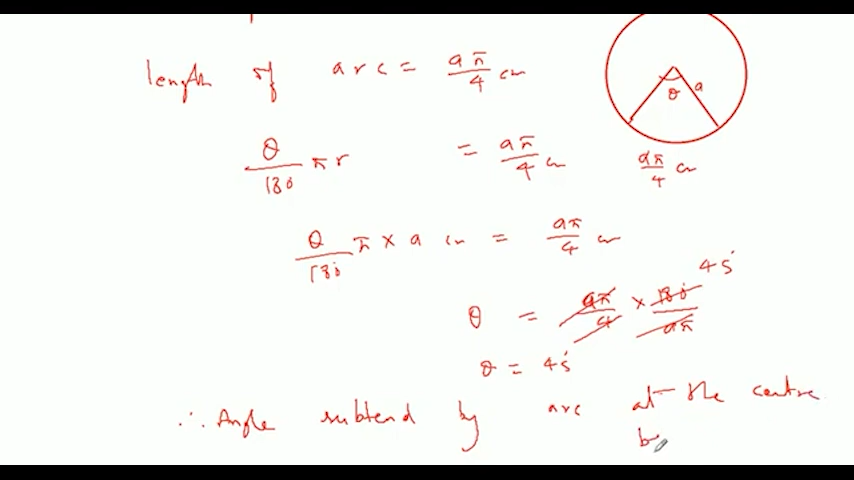 length of arc = aπ/4 cm
θ a
θ/180° πr = aπ/4 cm
aπ/4 cm
θ/180° π × a cm = aπ/4 cm
θ = aπ/4 × 180°/aπ 45°
θ = 45°
∴ Angle subtend by arc at the centre
be